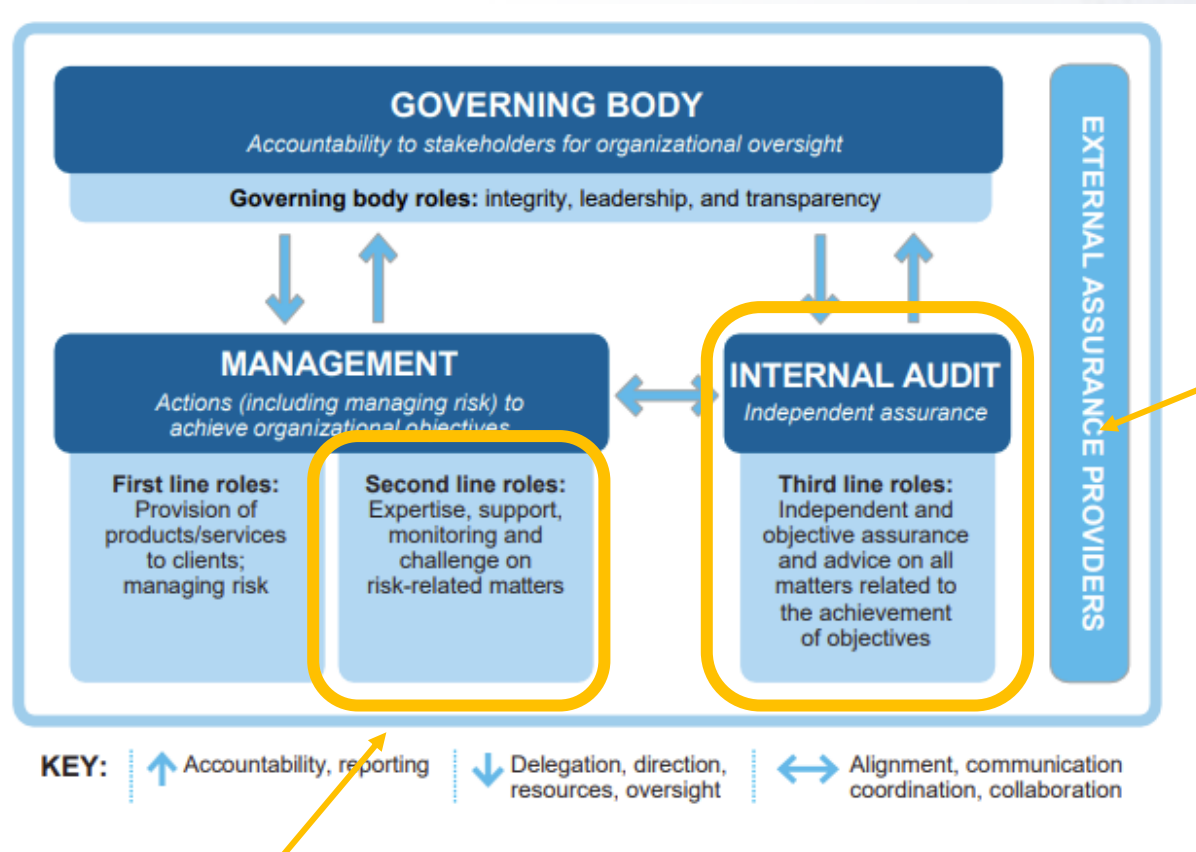 GOVERNING BODY
Accountability to stakeholders for organizational oversight
Governing body roles: integrity, leadership, and transparency
MANAGEMENT
Actions (including managing risk) to
achieve organizational objectives
First line roles:
Provision of
products/services
to clients;
managing risk
Second line roles:
Expertise, support,
monitoring and
challenge on
risk-related matters
INTERNAL AUDIT
Independent assurance
Third line roles:
Independent and
objective assurance
and advice on all
matters related to
the achievement
of objectives
EXTERNAL ASSURANCE PROVIDERS
KEY:
Accountability, reporting
Delegation, direction,
resources, oversight
Alignment, communication
coordination, collaboration